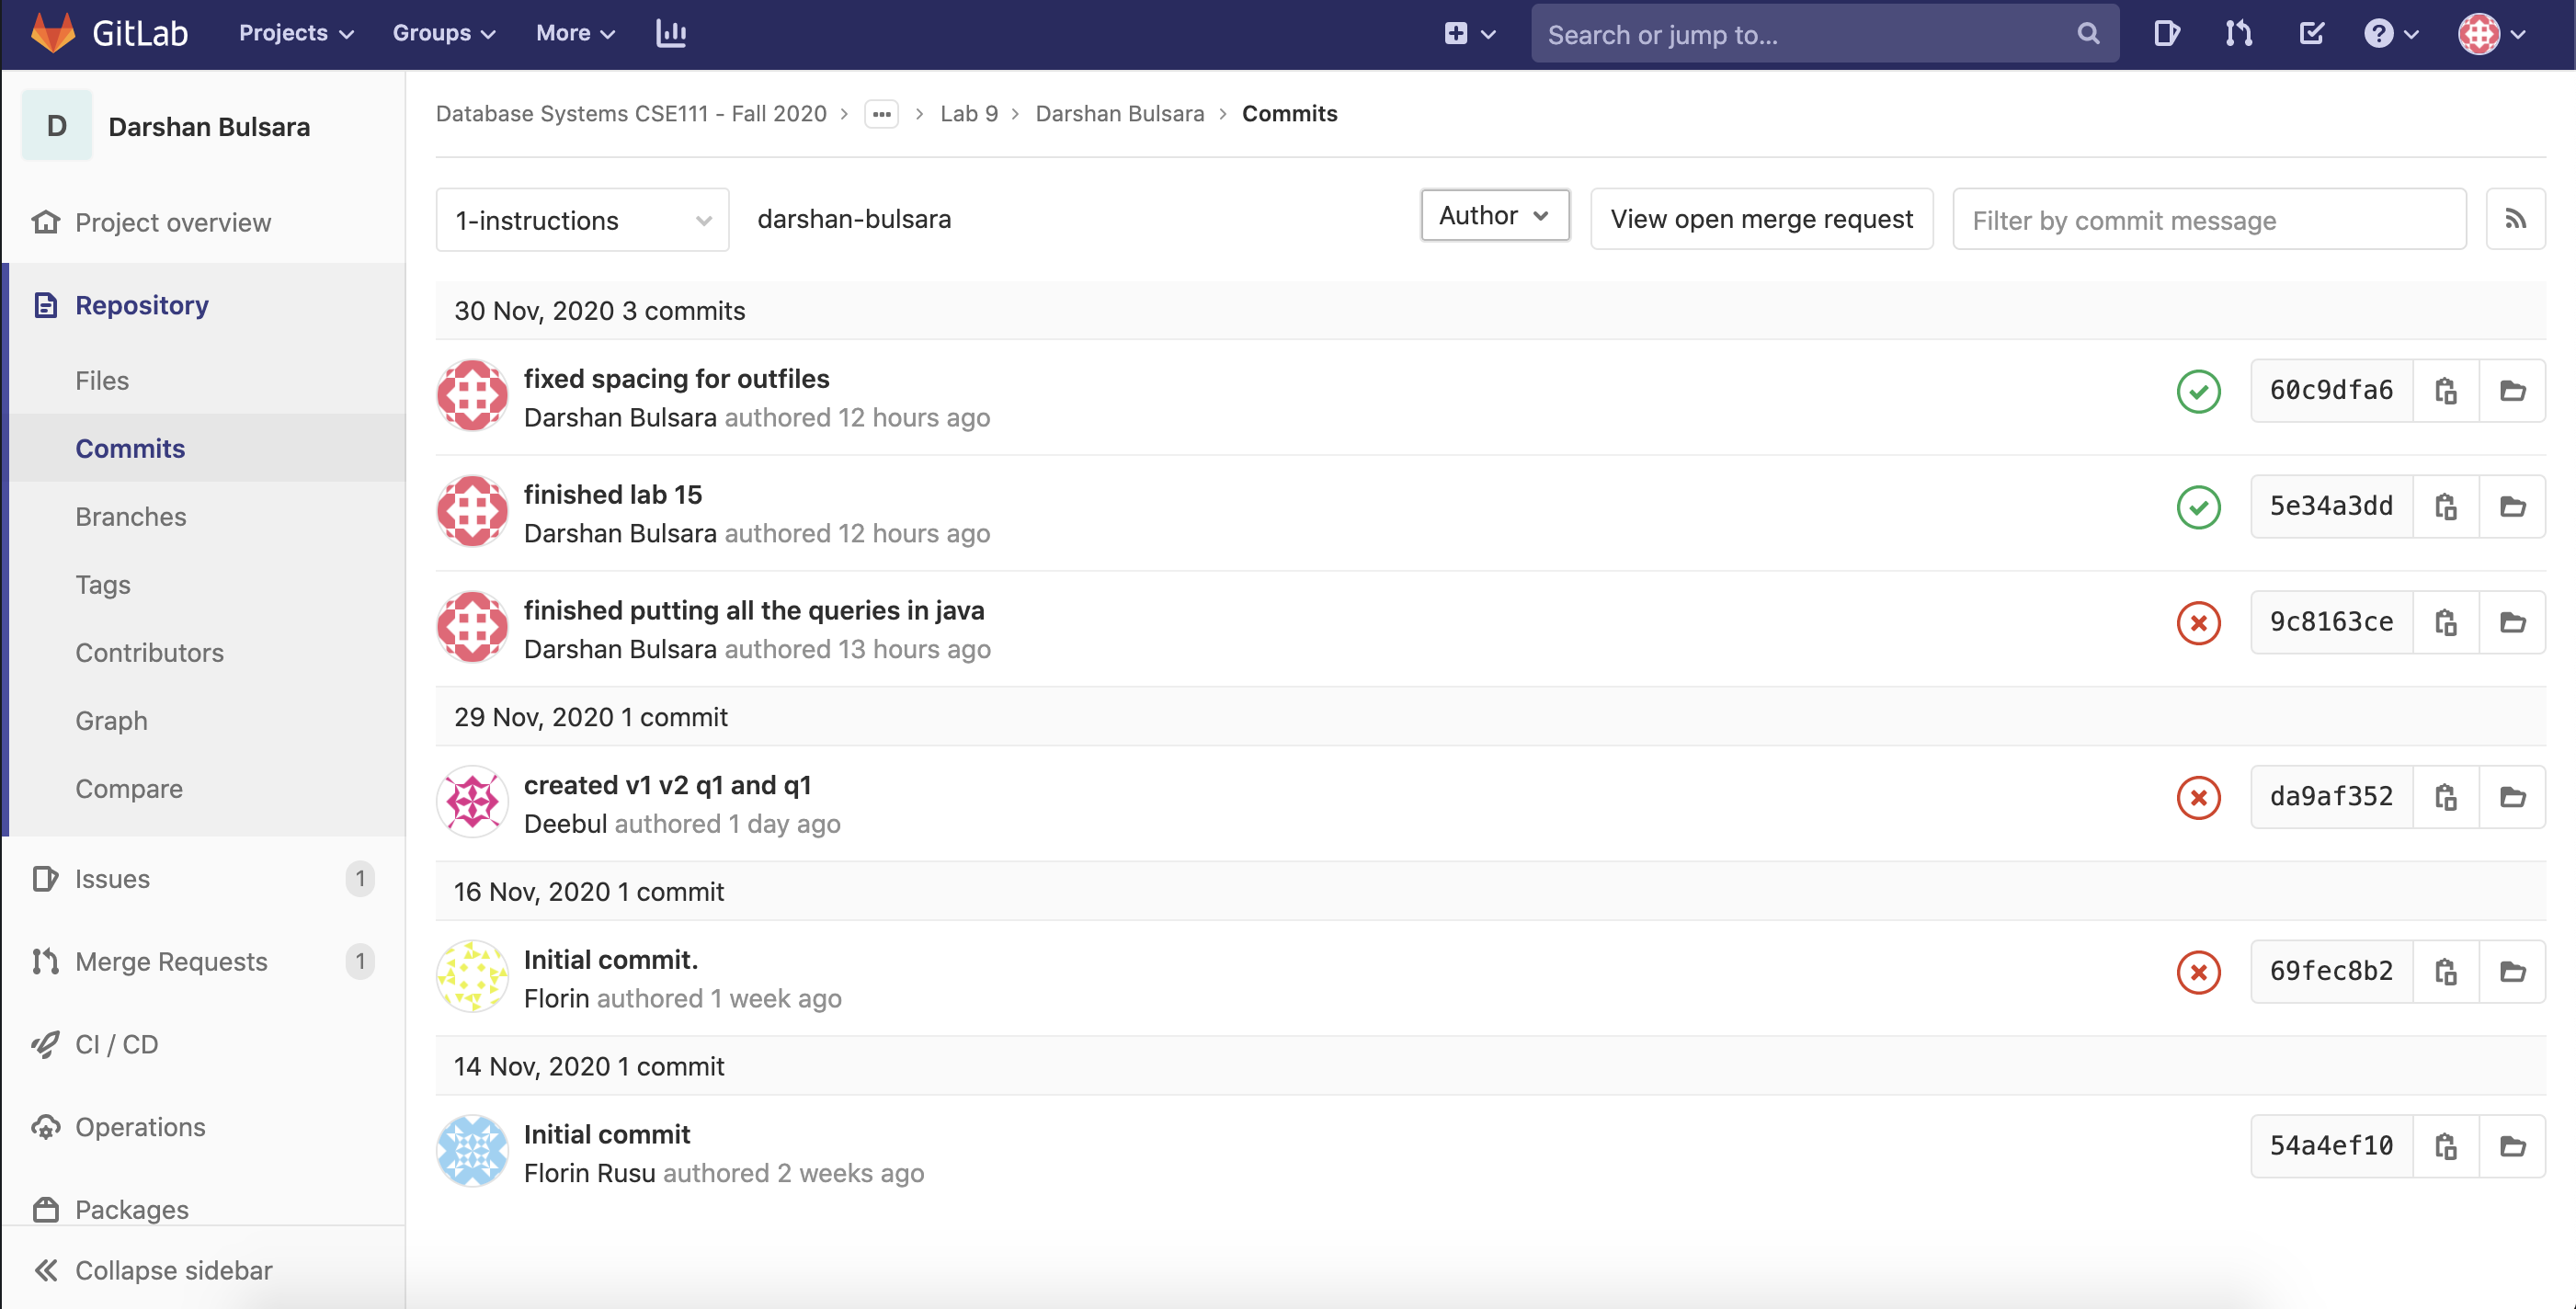 GitLab Projects Groups More Search or jump to...
D Darshan Bulsara
Project overview
Repository
Files
Commits
Branches
Tags
Contributors
Graph
Compare
Issues 1
Merge Requests 1
CI / CD
Operations
Packages
Collapse sidebar
Database Systems CSE111 - Fall 2020 > ... > Lab 9 > Darshan Bulsara > Commits
1-instructions darshan-bulsara Author View open merge request Filter by commit message
30 Nov, 2020 3 commits
fixed spacing for outfiles
Darshan Bulsara authored 12 hours ago
60c9dfa6
finished lab 15
Darshan Bulsara authored 12 hours ago
5e34a3dd
finished putting all the queries in java
Darshan Bulsara authored 13 hours ago
9c8163ce
29 Nov, 2020 1 commit
created v1 v2 q1 and q1
Deebul authored 1 day ago
da9af352
16 Nov, 2020 1 commit
Initial commit.
Florin authored 1 week ago
69fec8b2
14 Nov, 2020 1 commit
Initial commit
Florin Rusu authored 2 weeks ago
54a4ef10